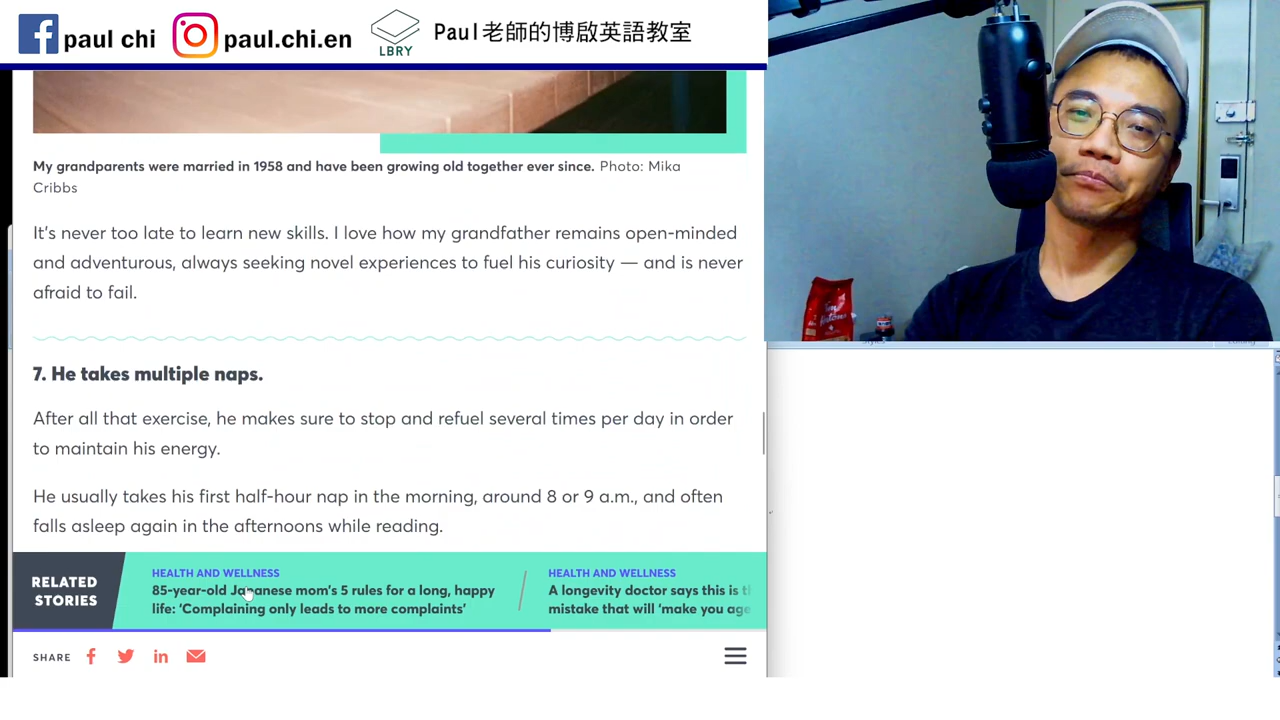 paul chi
paul.chi.en
LBRY
Paul老師的博啟英語教室
My grandparents were married in 1958 and have been growing old together ever since. Photo: Mika
Cribbs
It's never too late to learn new skills. I love how my grandfather remains open-minded
and adventurous, always seeking novel experiences to fuel his curiosity — and is never
afraid to fail.
7. He takes multiple naps.
After all that exercise, he makes sure to stop and refuel several times per day in order
to maintain his energy.
He usually takes his first half-hour nap in the morning, around 8 or 9 a.m., and often
falls asleep again in the afternoons while reading.
RELATED
STORIES
HEALTH AND WELLNESS
85-year-old Japanese mom's 5 rules for a long, happy
life: 'Complaining only leads to more complaints'
HEALTH AND WELLNESS
A longevity doctor says this is
mistake that will 'make you age
SHARE
Tim
Hortons